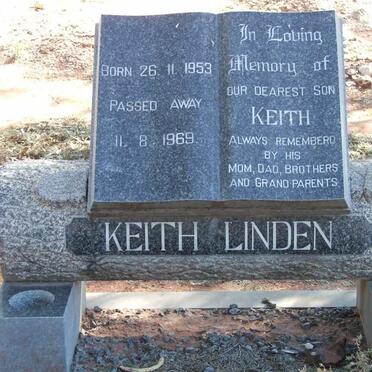 BORN 26. 11. 1953
PASSED AWAY
11. 8. 1969.
In Loving
Memory of
OUR DEAREST SON
KEITH
ALWAYS REMEMBERD
BY HIS
MOM, DAD, BROTHERS
AND GRAND PARENTS.
KEITH LINDEN